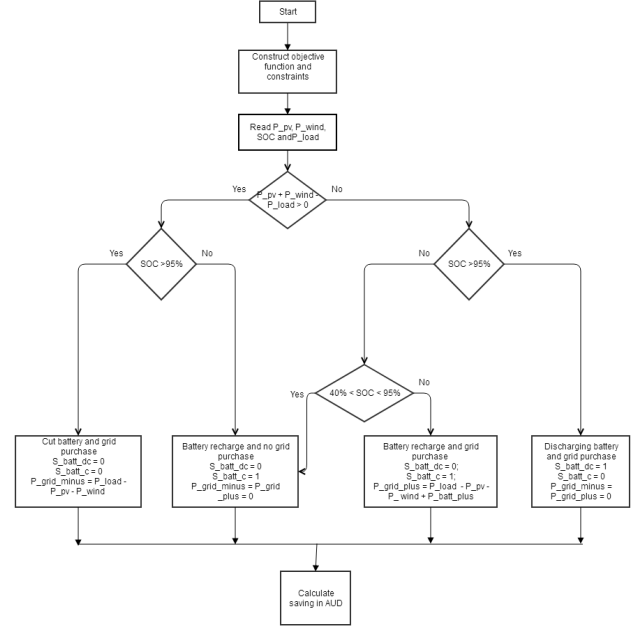 Start
Construct objective
function and
constraints
Read P_pv, P_wind,
SOC andP_load
Yes
P_pv + P_wind -
P_load > 0
No
Yes
SOC >95%
No
No
SOC >95%
Yes
Yes
40% < SOC < 95%
No
Cut battery and grid
purchase
S_batt_dc = 0
S_batt_c = 0
P_grid_minus = P_load -
P_pv - P_wind
Battery recharge and no grid
purchase
S_batt_dc = 0
S_batt_c = 1
P_grid_minus = P_grid
_plus = 0
Battery recharge and grid
purchase
S_batt_dc = 0;
S_batt_c = 1;
P_grid_plus = P_load - P_pv -
P_ wind + P_batt_plus
Discharging battery
and grid purchase
S_batt_dc = 1
S_batt_c = 0
P_grid_minus =
P_grid_plus = 0
Calculate
saving in AUD